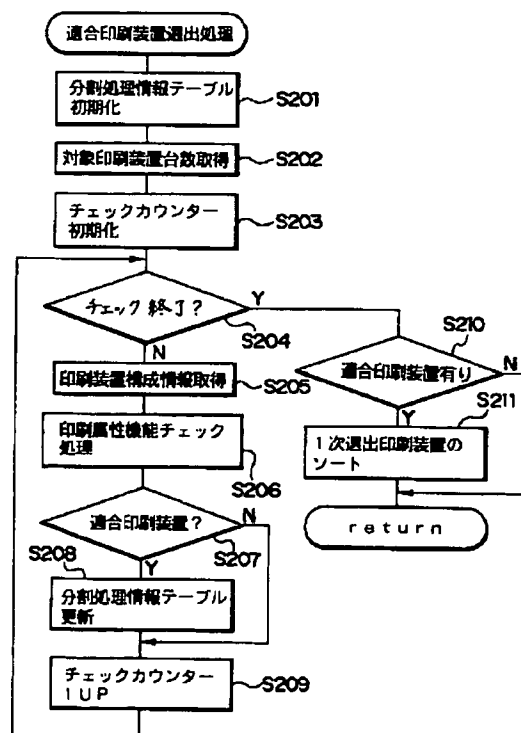 適合印刷装置選出処理
分割処理情報テーブル
初期化
S201
対象印刷装置台数取得
S202
チェックカウンター
初期化
S203
チェック終了?
Y
S204
N
印刷装置構成情報取得
S205
印刷属性機能チェック
処理
S206
適合印刷装置?
N
S207
S208
Y
分割処理情報テーブル
更新
チェックカウンター
1UP
S209
S210
適合印刷装置有り
N
Y
S211
1次選出印刷装置の
ソート
return